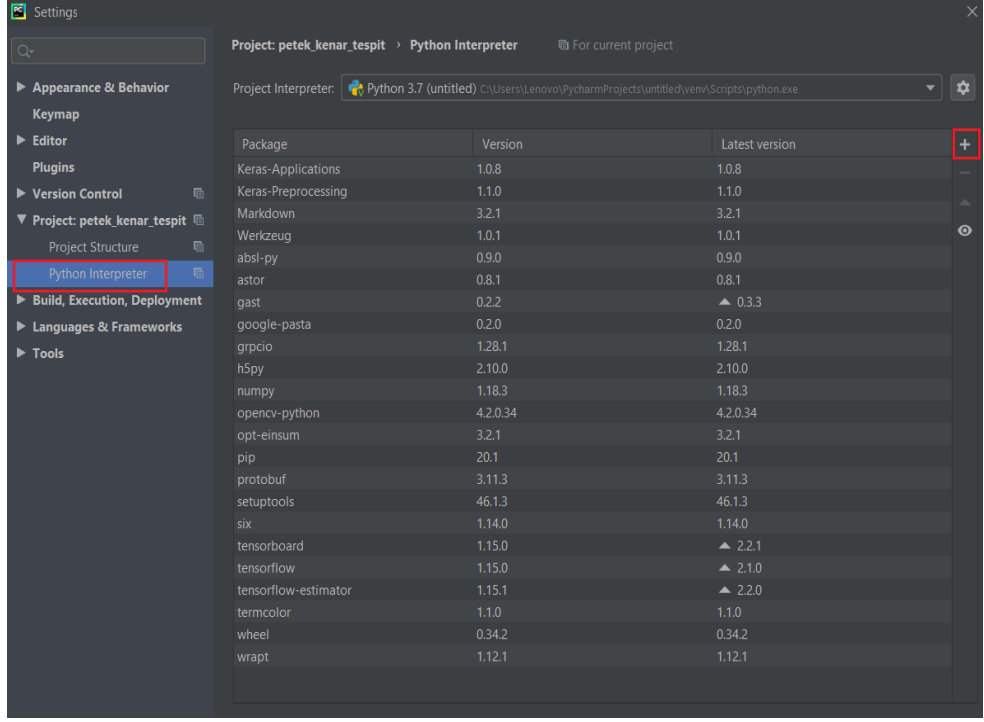 PC Settings
Project: petek_kenar_tespit › Python Interpreter For current project
Appearance & Behavior
Keymap
Editor
Plugins
Version Control
Project: petek_kenar_tespit
Project Structure
Python Interpreter
Build, Execution, Deployment
Languages & Frameworks
Tools
Project Interpreter: Python 3.7 (untitled) C:\Users\Lenovo\PycharmProjects\untitled\venv\Scripts\python.exe
Package Version Latest version
Keras-Applications 1.0.8 1.0.8
Keras-Preprocessing 1.1.0 1.1.0
Markdown 3.2.1 3.2.1
Werkzeug 1.0.1 1.0.1
absl-py 0.9.0 0.9.0
astor 0.8.1 0.8.1
gast 0.2.2 0.3.3
google-pasta 0.2.0 0.2.0
grpcio 1.28.1 1.28.1
h5py 2.10.0 2.10.0
numpy 1.18.3 1.18.3
opencv-python 4.2.0.34 4.2.0.34
opt-einsum 3.2.1 3.2.1
pip 20.1 20.1
protobuf 3.11.3 3.11.3
setuptools 46.1.3 46.1.3
six 1.14.0 1.14.0
tensorboard 1.15.0 2.2.1
tensorflow 1.15.0 2.1.0
tensorflow-estimator 1.15.1 2.2.0
termcolor 1.1.0 1.1.0
wheel 0.34.2 0.34.2
wrapt 1.12.1 1.12.1